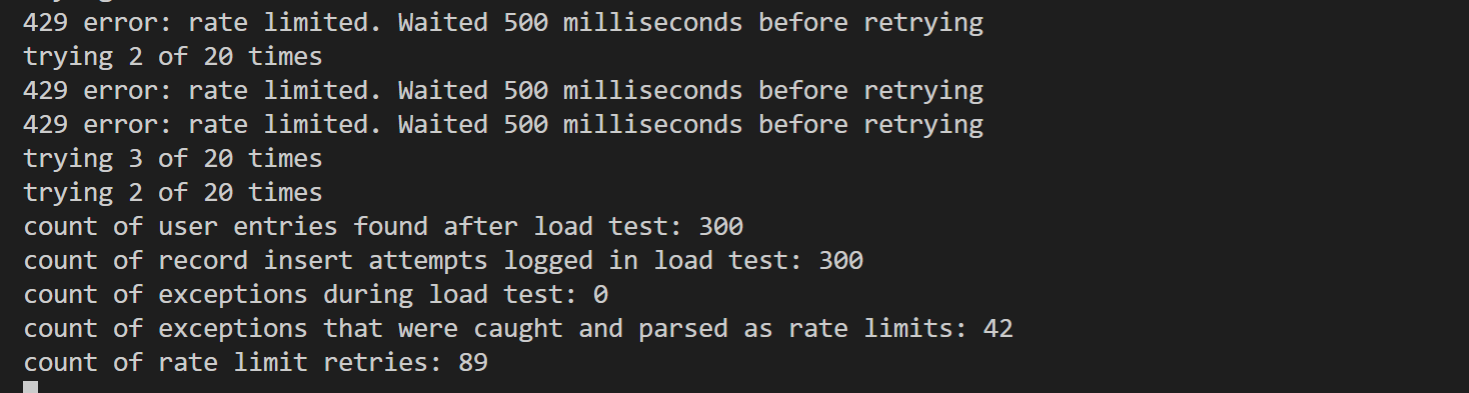 429 error: rate limited. Waited 500 milliseconds before retrying
trying 2 of 20 times
429 error: rate limited. Waited 500 milliseconds before retrying
429 error: rate limited. Waited 500 milliseconds before retrying
trying 3 of 20 times
trying 2 of 20 times
count of user entries found after load test: 300
count of record insert attempts logged in load test: 300
count of exceptions during load test: 0
count of exceptions that were caught and parsed as rate limits: 42
count of rate limit retries: 89